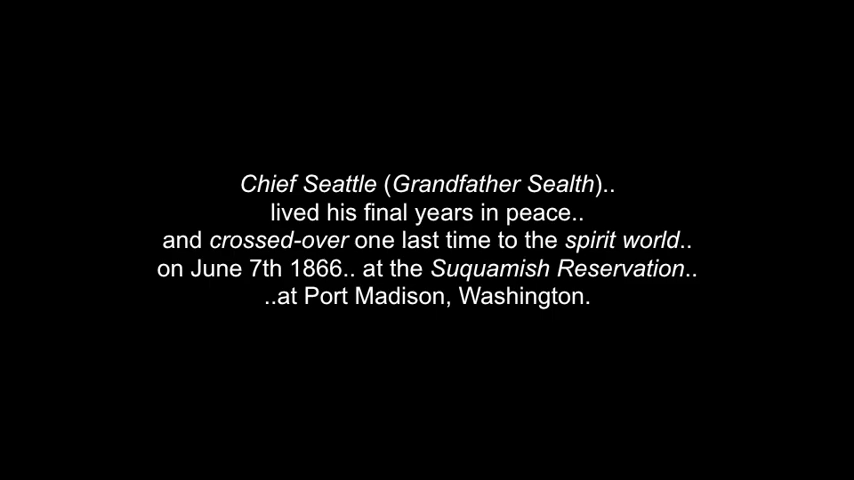 Chief Seattle (Grandfather Sealth)..
lived his final years in peace..
and crossed-over one last time to the spirit world..
on June 7th 1866.. at the Suquamish Reservation..
..at Port Madison, Washington.